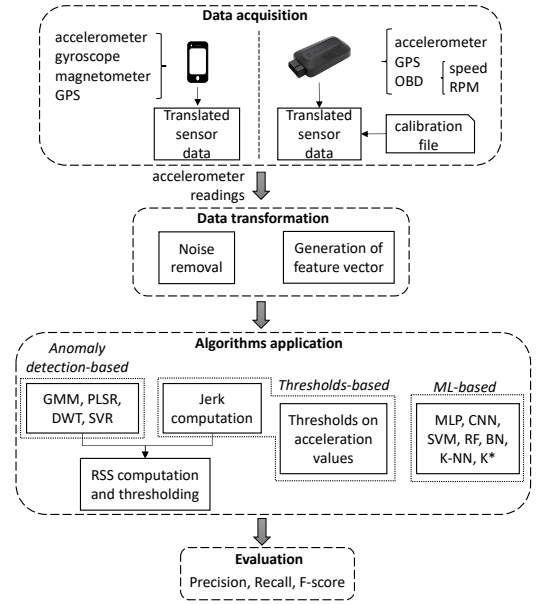 Data acquisition
accelerometer
gyroscope
magnetometer
GPS
accelerometer
GPS
OBD
speed
RPM
Translated
sensor
data
Translated
sensor
data
calibration
file
accelerometer
readings
Data transformation
Noise
removal
Generation of
feature vector
Algorithms application
Anomaly
detection-based
GMM, PLSR,
DWT, SVR
Jerk
computation
Thresholds-based
Thresholds on
acceleration
values
ML-based
MLP, CNN,
SVM, RF, BN,
K-NN, K*
RSS computation
and thresholding
Evaluation
Precision, Recall, F-score